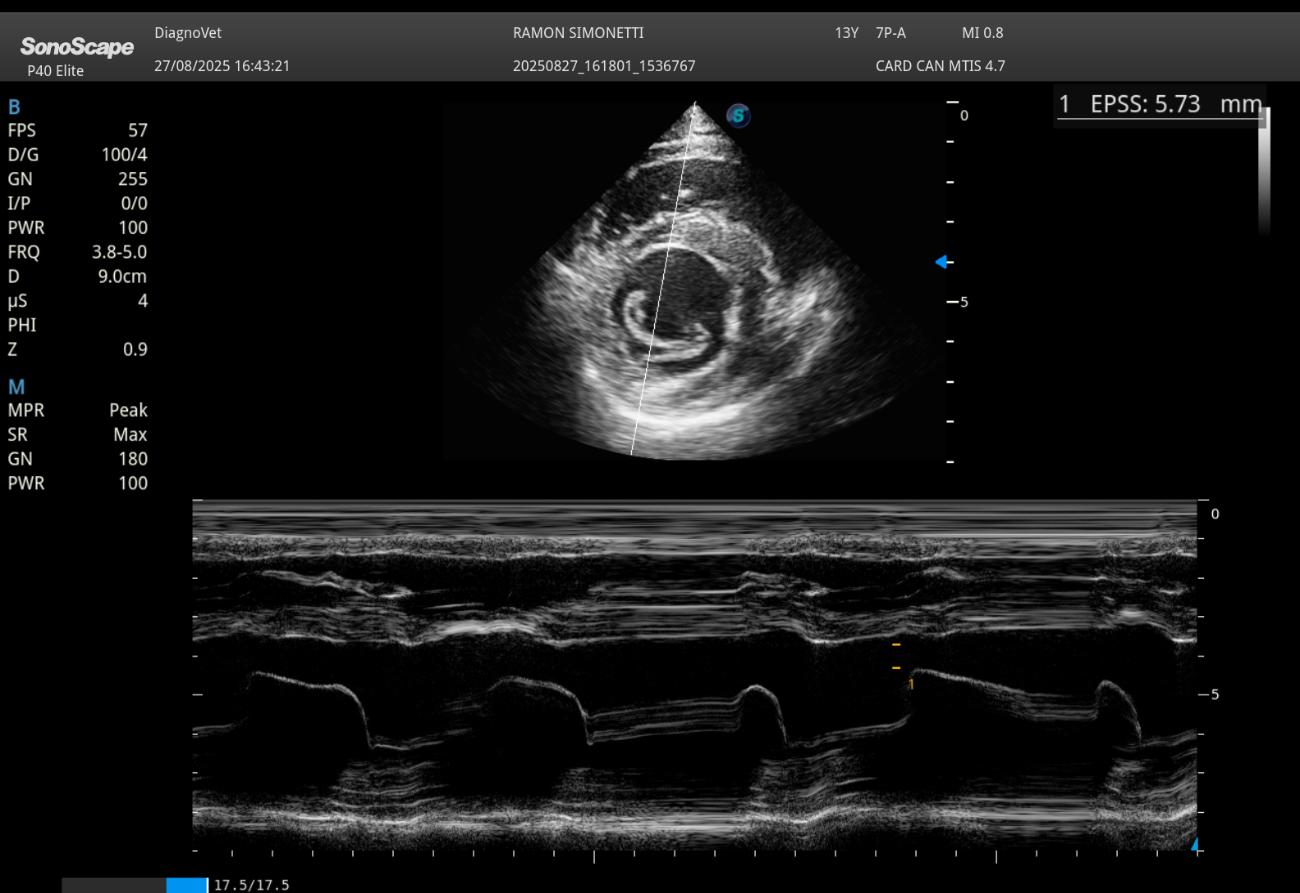 SonoScape
P40 Elite
DiagnoVet
27/08/2025 16:43:21
RAMON SIMONETTI
20250827_161801_1536767
13Y 7P-A MI 0.8
CARD CAN MTIS 4.7
1 EPSS: 5.73 mm
B
FPS 57
D/G 100/4
GN 255
I/P 0/0
PWR 100
FRQ 3.8-5.0
D 9.0cm
μS 4
PHI
Z 0.9
M
MPR Peak
SR Max
GN 180
PWR 100
S
0
5
0
5
1
17.5/17.5